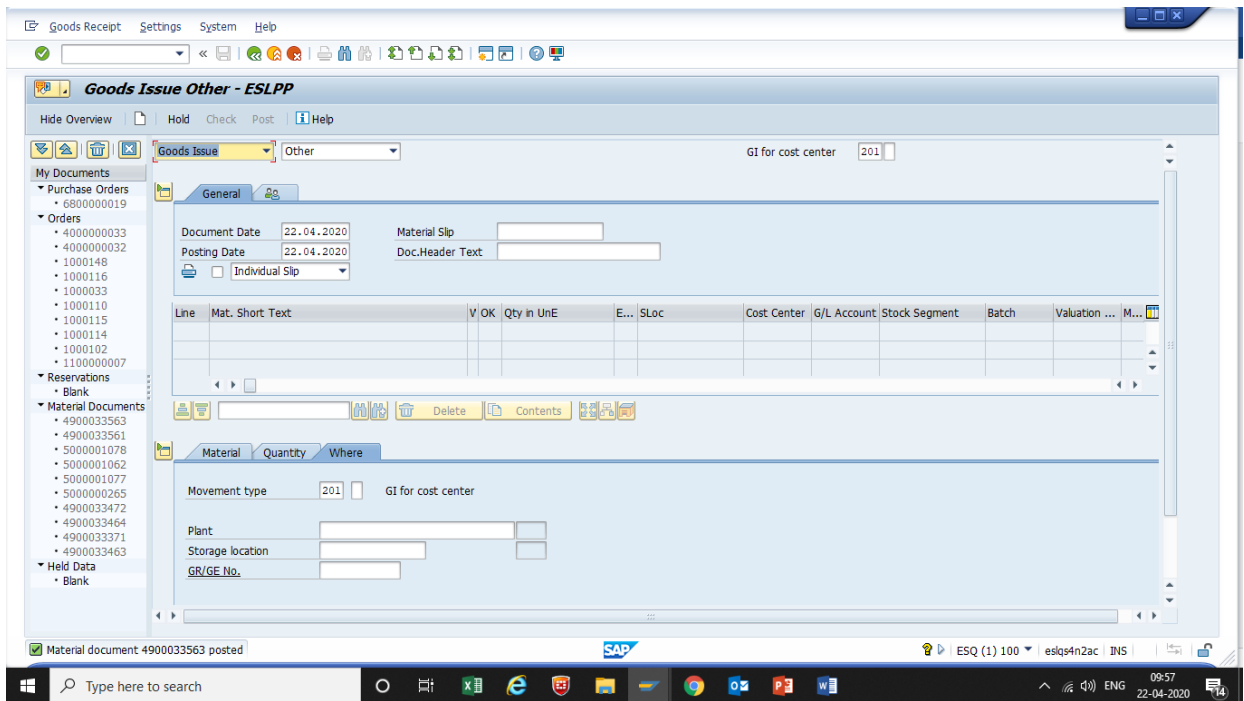 Goods Receipt Settings System Help
Goods Issue Other - ESLPP
Hide Overview Hold Check Post Help
Goods Issue Other GI for cost center 201
My Documents
Purchase Orders
6800000019
Orders
4000000033
4000000032
1000148
1000116
1000033
1000110
1000115
1000114
1000102
1100000007
Reservations
Blank
Material Documents
4900033563
4900033561
5000001078
5000001062
5000001077
5000000265
4900033472
4900033464
4900033371
4900033463
Held Data
Blank
General
Document Date 22.04.2020 Material Slip
Posting Date 22.04.2020 Doc.Header Text
Individual Slip
Line Mat. Short Text V OK Qty in UnE E... SLoc Cost Center G/L Account Stock Segment Batch Valuation ... M...
Delete Contents
Material Quantity Where
Movement type 201 GI for cost center
Plant
Storage location
GR/GE No.
Material document 4900033563 posted SAP ESQ (1) 100 eslqs4n2ac INS
Type here to search ENG 09:57
22-04-2020 14